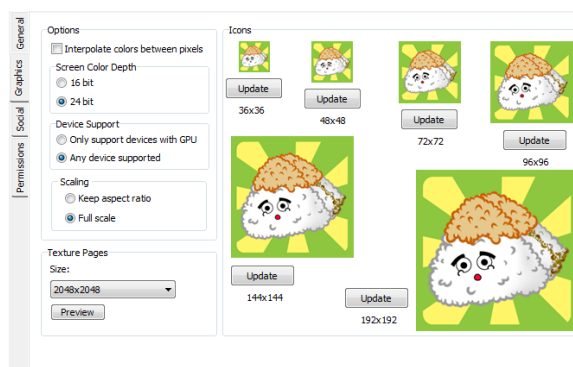 General
Graphics
Social
Permissions
Options
Interpolate colors between pixels
Screen Color Depth
16 bit
24 bit
Device Support
Only support devices with GPU
Any device supported
Scaling
Keep aspect ratio
Full scale
Texture Pages
Size:
2048x2048
Preview
Icons
Update
36x36
Update
48x48
Update
72x72
Update
96x96
Update
144x144
Update
192x192